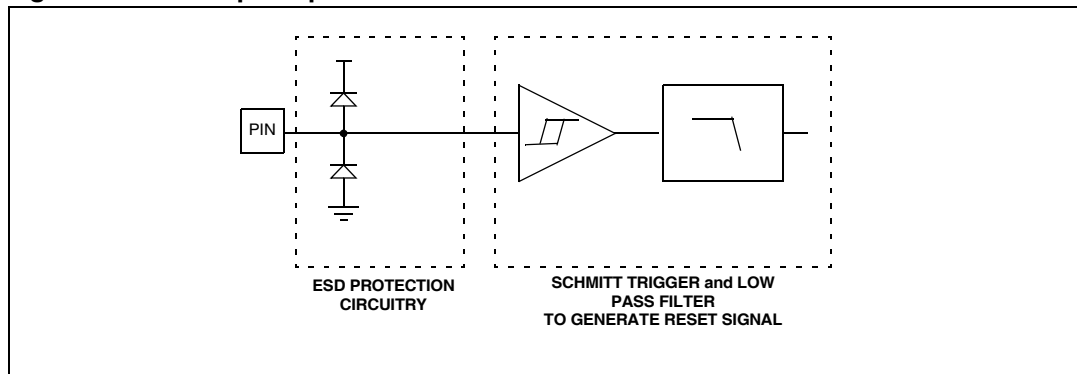 PIN
ESD PROTECTION
CIRCUITRY
SCHMITT TRIGGER and LOW
PASS FILTER
TO GENERATE RESET SIGNAL